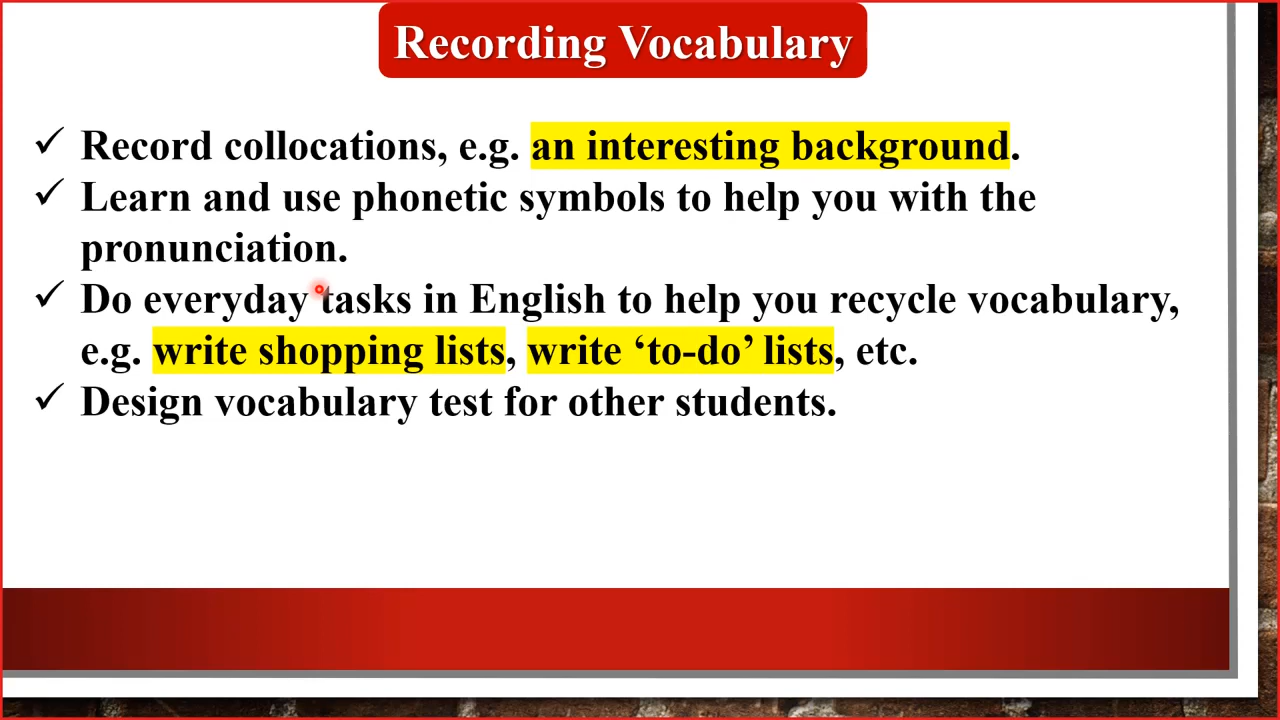 Recording Vocabulary
✓ Record collocations, e.g. an interesting background.
✓ Learn and use phonetic symbols to help you with the
pronunciation.
✓ Do everyday tasks in English to help you recycle vocabulary,
e.g. write shopping lists, write ‘to-do’ lists, etc.
✓ Design vocabulary test for other students.